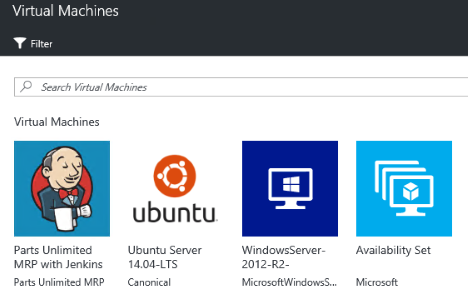 Virtual Machines
Filter
Search Virtual Machines
Virtual Machines
ubuntu
Parts Unlimited
MRP with Jenkins
Parts Unlimited MRP
Ubuntu Server
14.04-LTS
Canonical
WindowsServer-
2012-R2-
MicrosoftWindowsS...
Availability Set
Microsoft